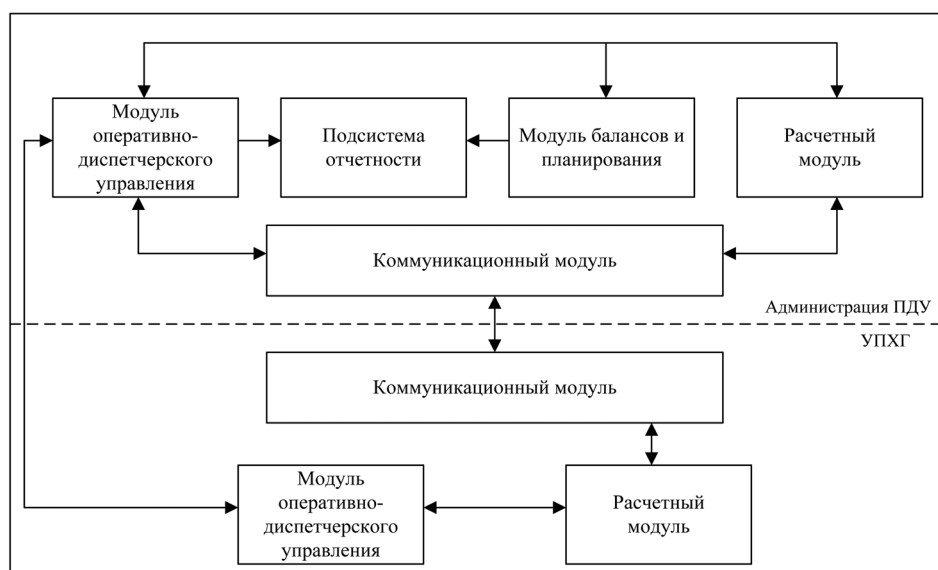 Модуль
оперативно-
диспетчерского
управления
Подсистема
отчетности
Модуль балансов и
планирования
Расчетный
модуль
Коммуникационный модуль
Администрация ПДУ
УПХГ
Коммуникационный модуль
Модуль
оперативно-
диспетчерского
управления
Расчетный
модуль